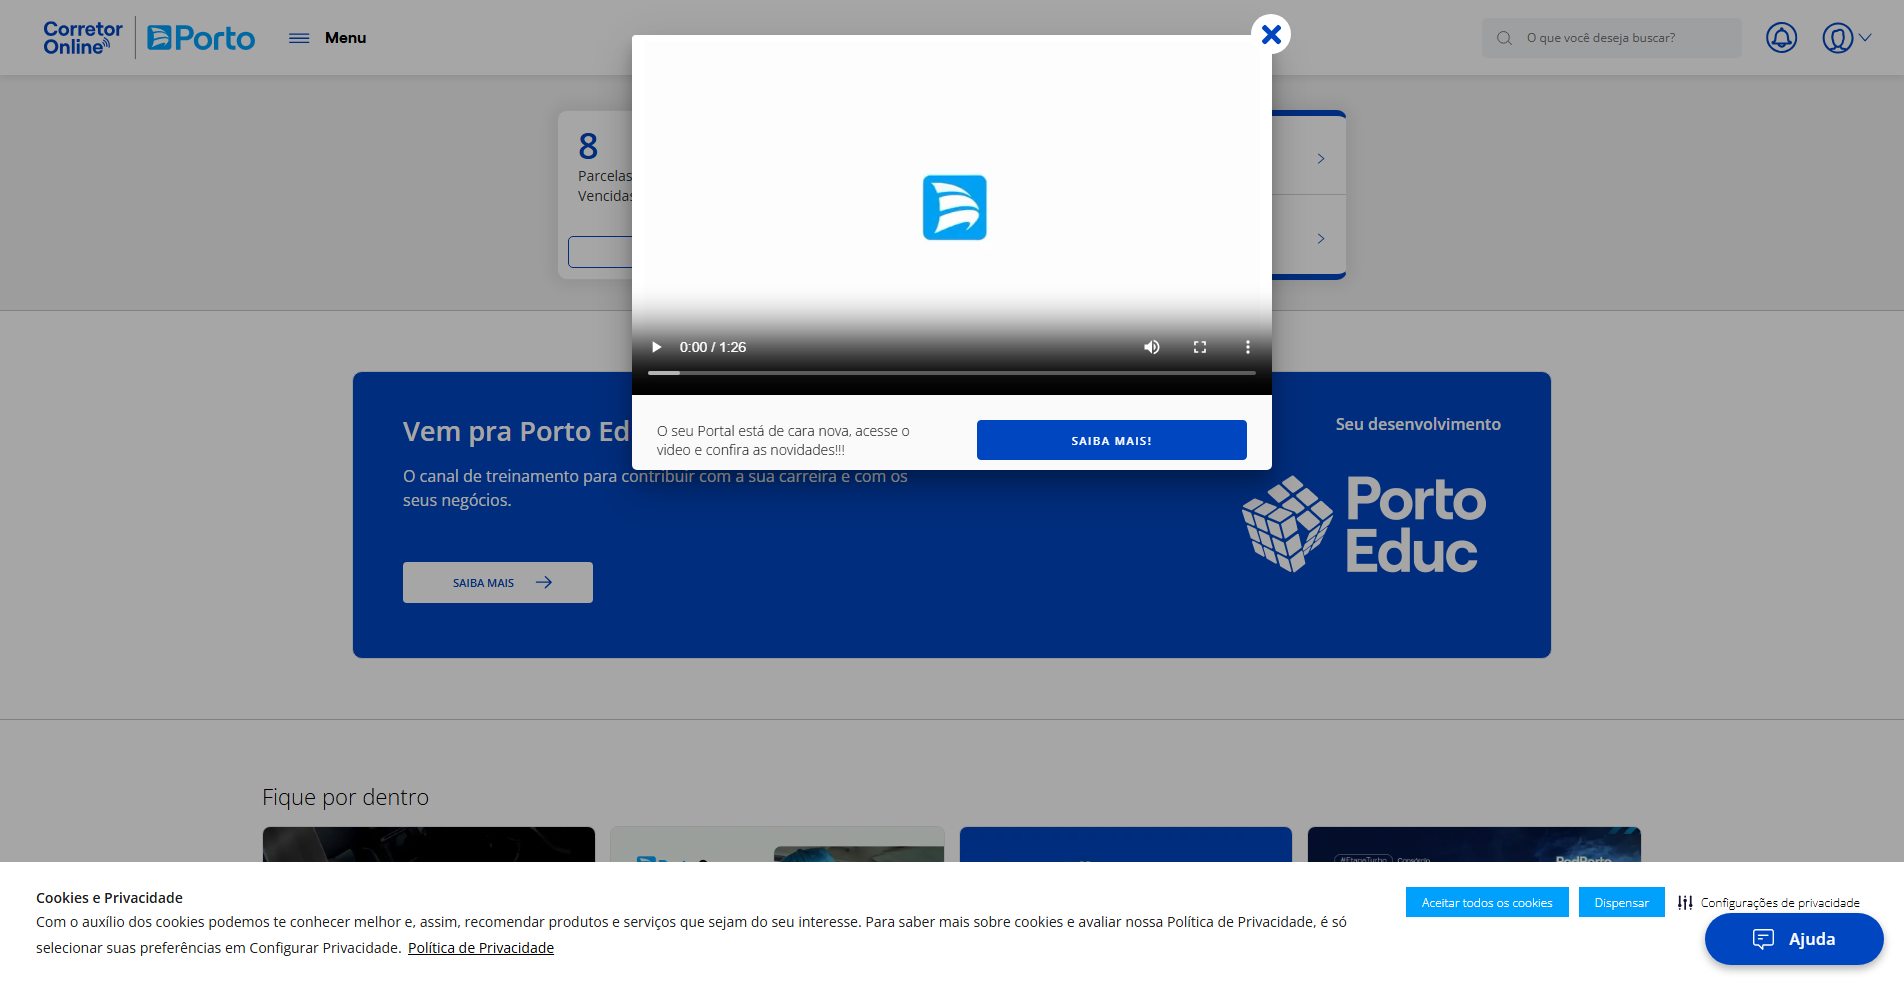 Corretor
Online
Porto
Menu
O que você deseja buscar?
8
Parcelas
Vencidas
0:00 / 1:26
O seu Portal está de cara nova, acesse o
video e confira as novidades!!!
SAIBA MAIS!
Vem pra Porto Ed
O canal de treinamento para contribuir com a sua carreira e com os
seus negócios.
SAIBA MAIS
Seu desenvolvimento
Porto
Educ
Fique por dentro
#EtapaTurbo
Consórcio
PodPorto
Cookies e Privacidade
Com o auxílio dos cookies podemos te conhecer melhor e, assim, recomendar produtos e serviços que sejam do seu interesse. Para saber mais sobre cookies e avaliar nossa Política de Privacidade, é só
selecionar suas preferências em Configurar Privacidade. Política de Privacidade
Aceitar todos os cookies
Dispensar
Configurações de privacidade
Ajuda